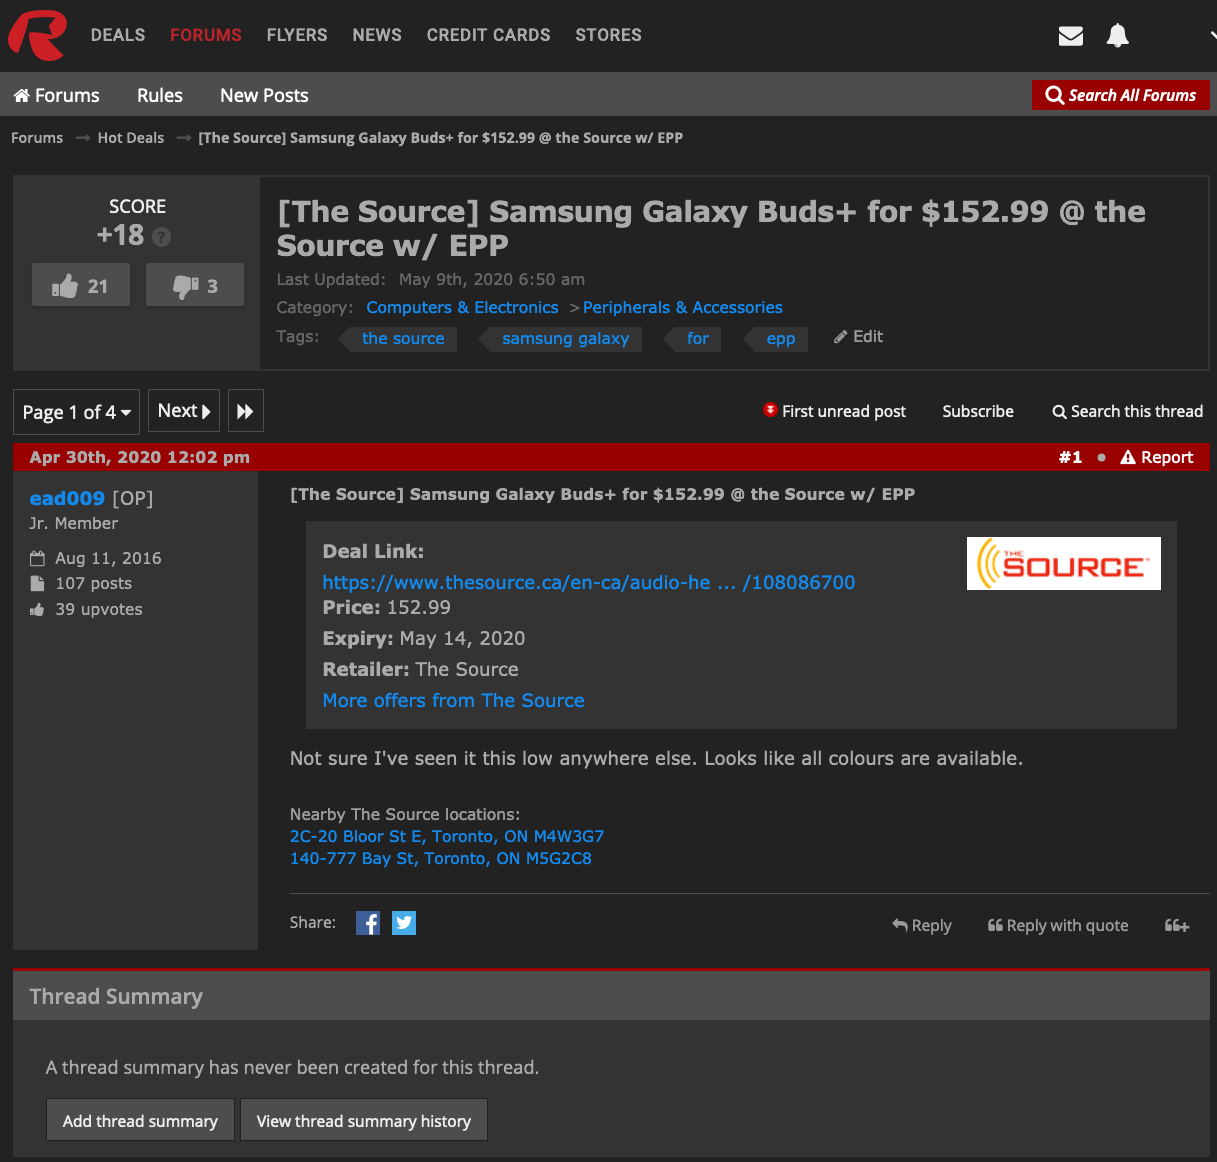 DEALS FORUMS FLYERS NEWS CREDIT CARDS STORES
Forums Rules New Posts Search All Forums
Forums Hot Deals [The Source] Samsung Galaxy Buds+ for $152.99 @ the Source w/ EPP
SCORE
+18 ?
21 3
[The Source] Samsung Galaxy Buds+ for $152.99 @ the
Source w/ EPP
Last Updated: May 9th, 2020 6:50 am
Category: Computers & Electronics > Peripherals & Accessories
Tags: the source samsung galaxy for epp Edit
Page 1 of 4 Next First unread post Subscribe Search this thread
Apr 30th, 2020 12:02 pm #1 • Report
ead009 [OP]
Jr. Member
Aug 11, 2016
107 posts
39 upvotes
[The Source] Samsung Galaxy Buds+ for $152.99 @ the Source w/ EPP
Deal Link:
https://www.thesource.ca/en-ca/audio-he ... /108086700
Price: 152.99
Expiry: May 14, 2020
Retailer: The Source
More offers from The Source
THE SOURCE
Not sure I've seen it this low anywhere else. Looks like all colours are available.
Nearby The Source locations:
2C-20 Bloor St E, Toronto, ON M4W3G7
140-777 Bay St, Toronto, ON M5G2C8
Share: Reply Reply with quote
Thread Summary
A thread summary has never been created for this thread.
Add thread summary View thread summary history